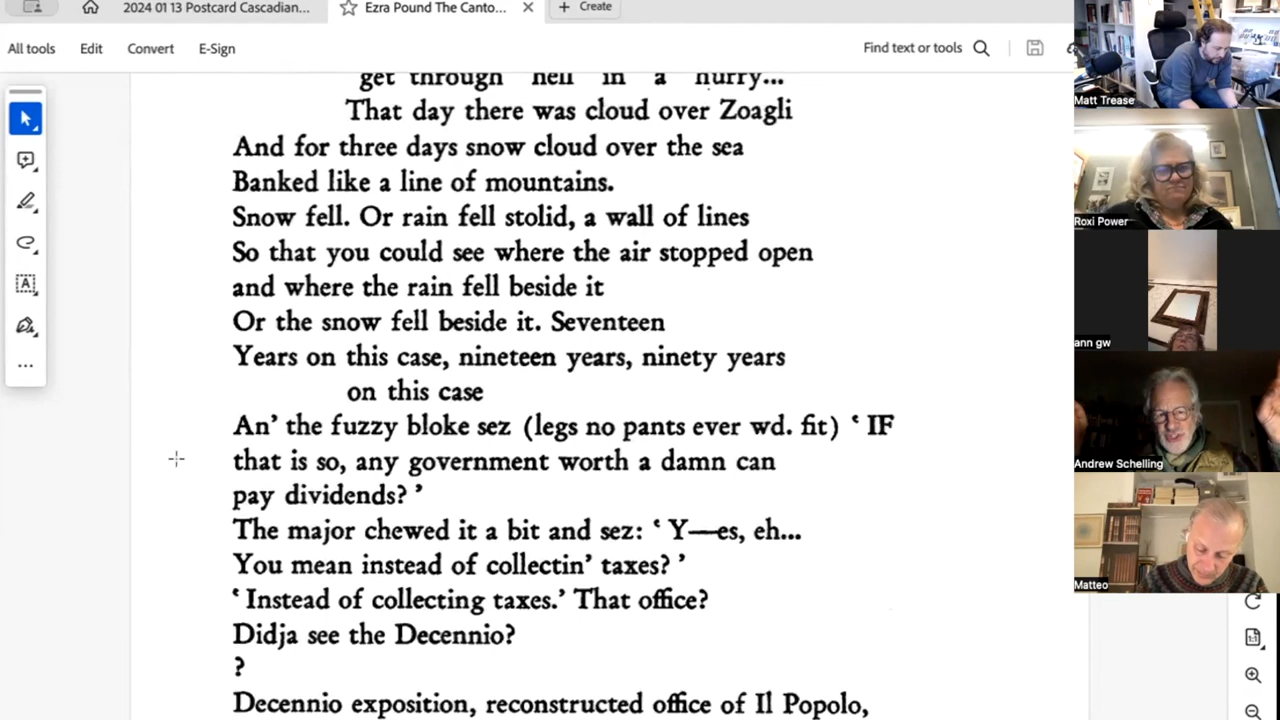 2024 01 13 Postcard Cascadian...
Ezra Pound The Canto...
Create
All tools
Edit
Convert
E-Sign
Find text or tools
get through hell in a hurry...
That day there was cloud over Zoagli
And for three days snow cloud over the sea
Banked like a line of mountains.
Snow fell. Or rain fell stolid, a wall of lines
So that you could see where the air stopped open
and where the rain fell beside it
Or the snow fell beside it. Seventeen
Years on this case, nineteen years, ninety years
on this case
An’ the fuzzy bloke sez (legs no pants ever wd. fit) ‘ IF
that is so, any government worth a damn can
pay dividends? ’
The major chewed it a bit and sez: ‘ Y—es, eh...
You mean instead of collectin’ taxes? ’
‘ Instead of collecting taxes.’ That office?
Didja see the Decennio?
?
Decennio exposition, reconstructed office of Il Popolo,
Matt Trease
Roxi Power
ann gw
Andrew Schelling
Matteo
1:1